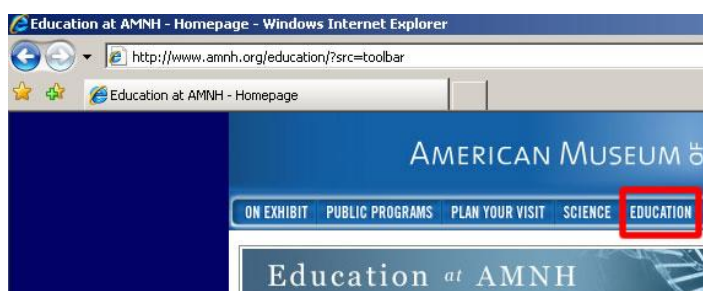 Education at AMNH - Homepage - Windows Internet Explorer
http://www.amnh.org/education/?src=toolbar
Education at AMNH - Homepage
AMERICAN MUSEUM OF
ON EXHIBIT PUBLIC PROGRAMS PLAN YOUR VISIT SCIENCE EDUCATION
Education at AMNH